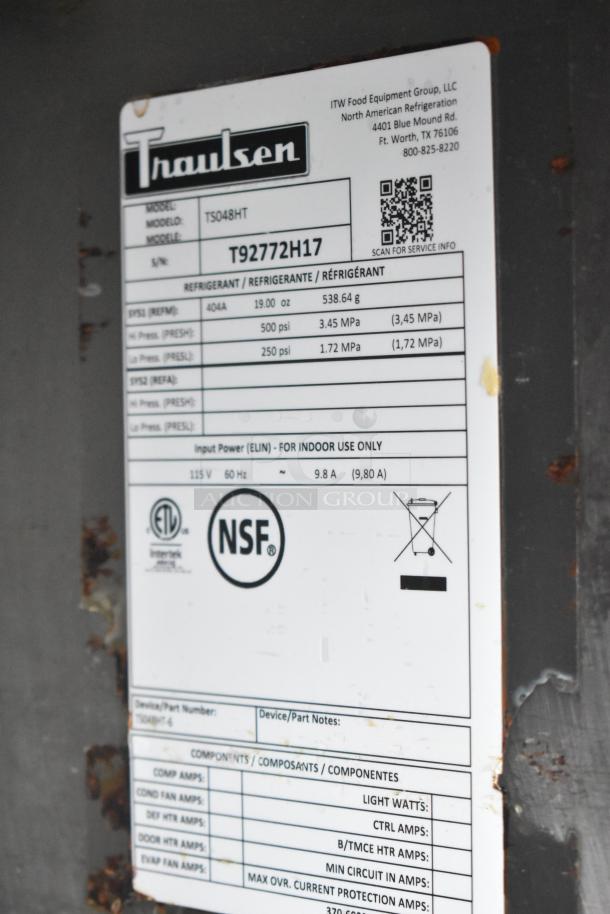 ITW Food Equipment Group, LLC
North American Refrigeration
4401 Blue Mound Rd.
Ft. Worth, TX 76106
800-825-8220
Traulsen
MODEL:
MODELO: TS048HT
MODELE:
S/N: T92772H17
SCAN FOR SERVICE INFO
REFRIGERANT / REFRIGERANTE / RÉFRIGÉRANT
SYS1 (REFM): 404A 19.00 oz 538.64 g
Hi Press. (PRESH): 500 psi 3.45 MPa (3,45 MPa)
Lo Press. (PRESL): 250 psi 1.72 MPa (1,72 MPa)
SYS2 (REFA):
Hi Press. (PRESH):
Lo Press. (PRESL):
Input Power (ELIN) - FOR INDOOR USE ONLY
115 V 60 Hz ~ 9.8 A (9,80 A)
AUCTION GROUP
C ETL US
Intertek
NSF®
Device/Part Number: Device/Part Notes:
TS048HT-6
COMPONENTS / COMPOSANTS / COMPONENTES
COMP AMPS: LIGHT WATTS:
COND FAN AMPS: CTRL AMPS:
DEF HTR AMPS: B/TMCE HTR AMPS:
DOOR HTR AMPS: MIN CIRCUIT IN AMPS:
EVAP FAN AMPS: MAX OVR. CURRENT PROTECTION AMPS: